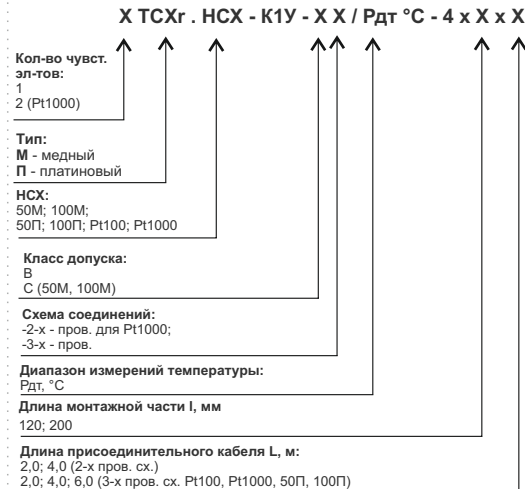 X ТСХr . НСХ - К1У - X X / Рдт °С - 4 x X x X
Кол-во чувст.
эл-тов:
1
2 (Pt1000)
Тип:
М - медный
П - платиновый
НСХ:
50М; 100М;
50П; 100П; Pt100; Pt1000
Класс допуска:
В
С (50М, 100М)
Схема соединений:
-2-х - пров. для Pt1000;
-3-х - пров.
Диапазон измерений температуры:
Рдт, °С
Длина монтажной части l, мм
120; 200
Длина присоединительного кабеля L, м:
2,0; 4,0 (2-х пров. сх.)
2,0; 4,0; 6,0 (3-х пров. сх. Pt100, Pt1000, 50П, 100П)